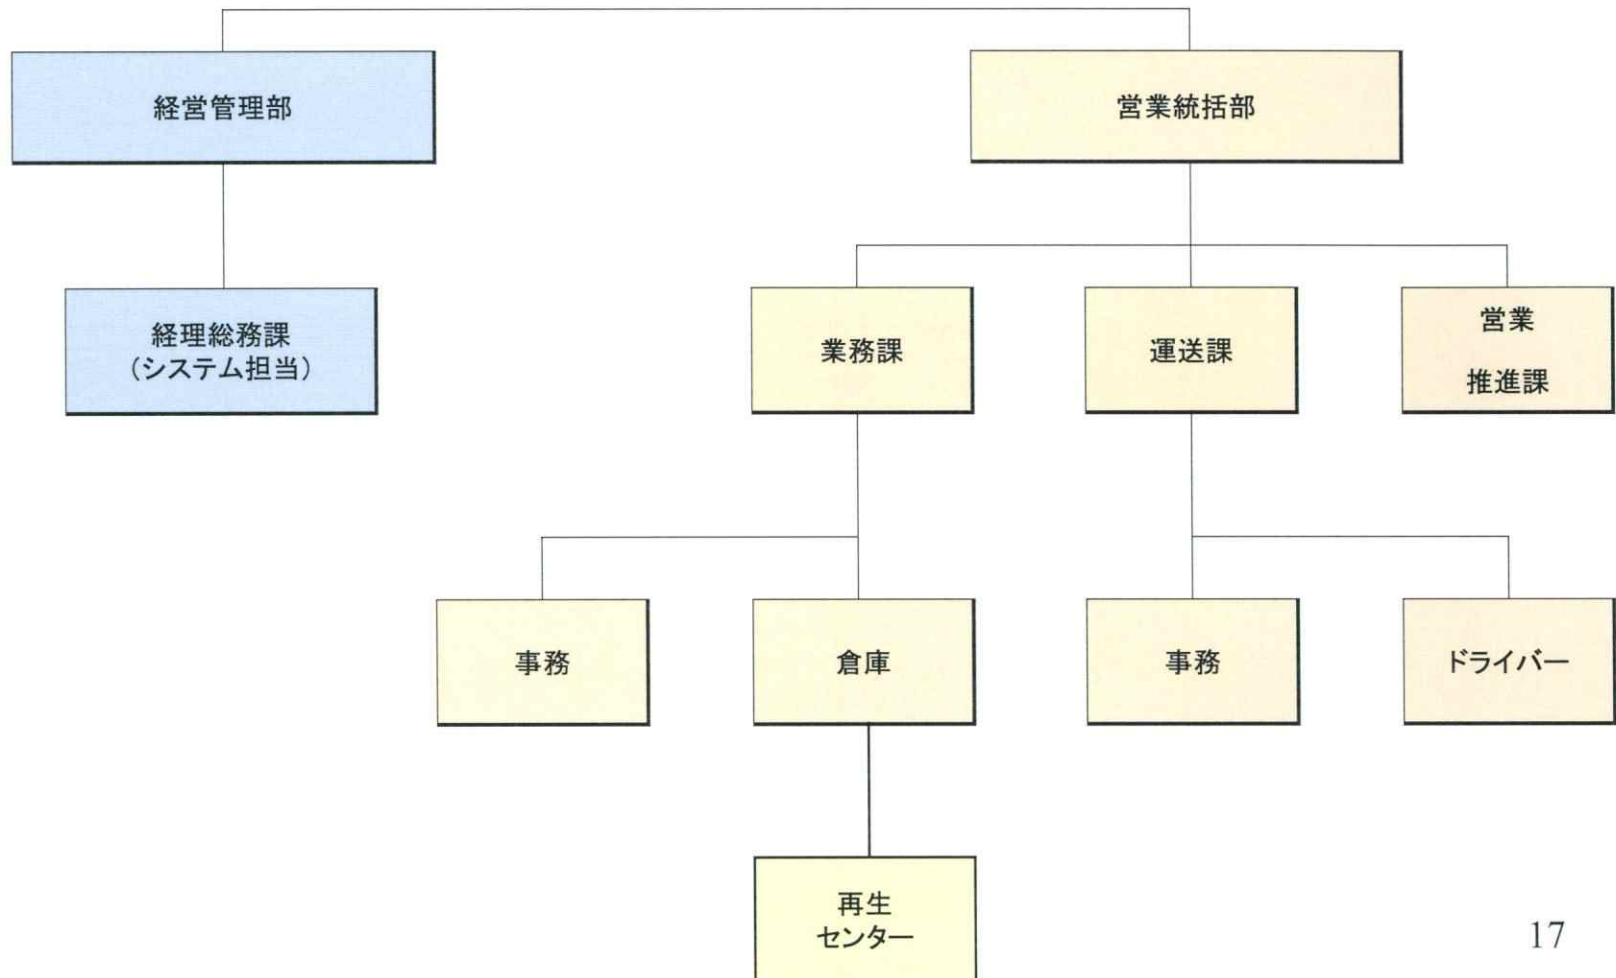 経営管理部
営業統括部
経理総務課
（システム担当）
業務課
運送課
営業
推進課
事務
倉庫
事務
ドライバー
再生
センター
17